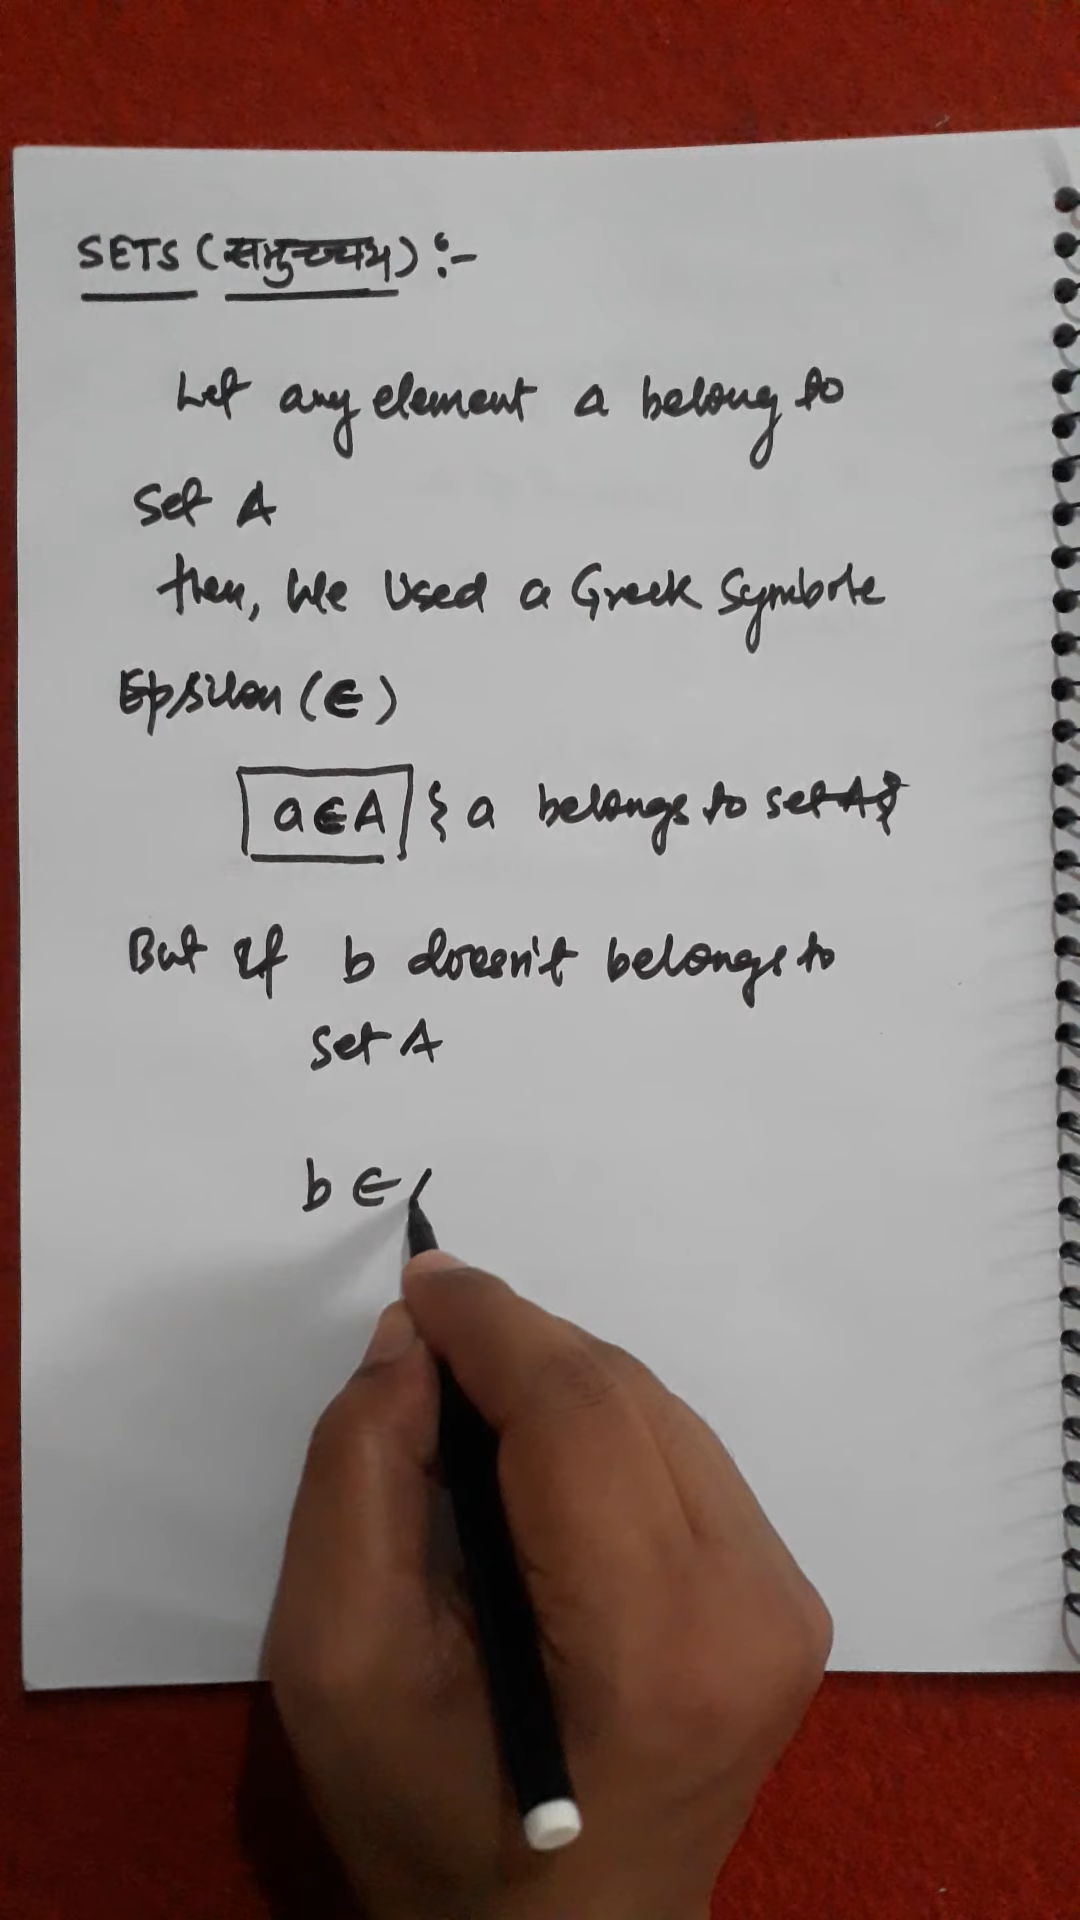 SETS (समुच्चय) :-
Let any element a belong to
Set A
then, We Used a Greek Symbole
Epsilon (∈)
a∈A { a belongs to set A}
But if b doesn't belongs to
set A
b ∈